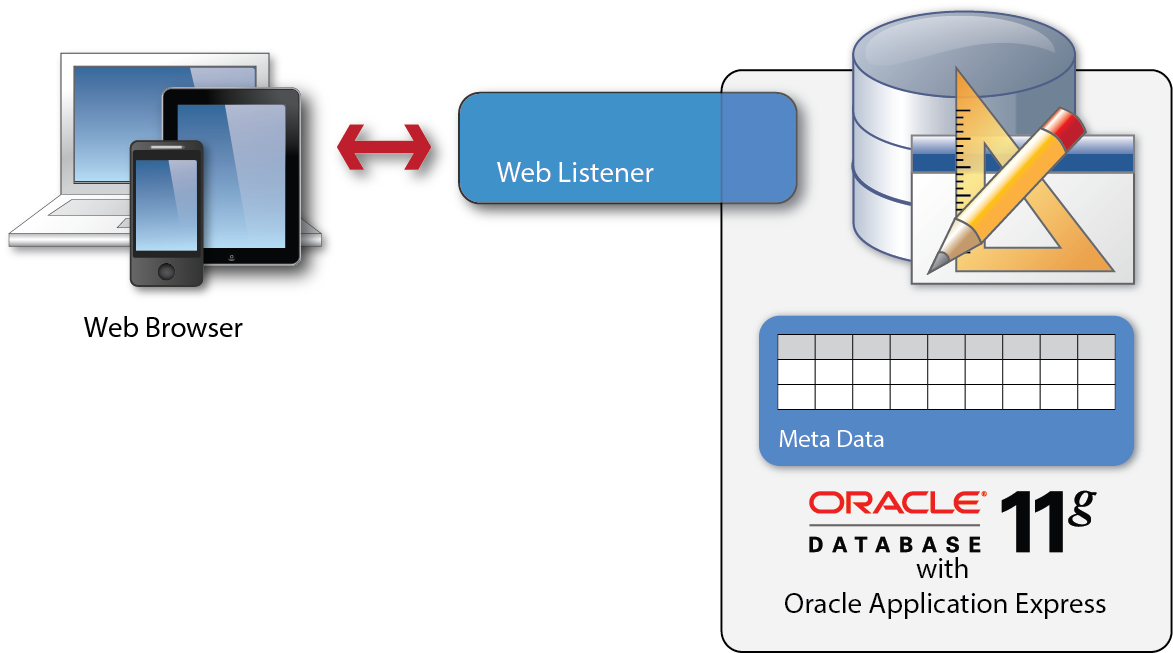 Web Listener
Web Browser
Meta Data
ORACLE®
DATABASE
11g
with
Oracle Application Express